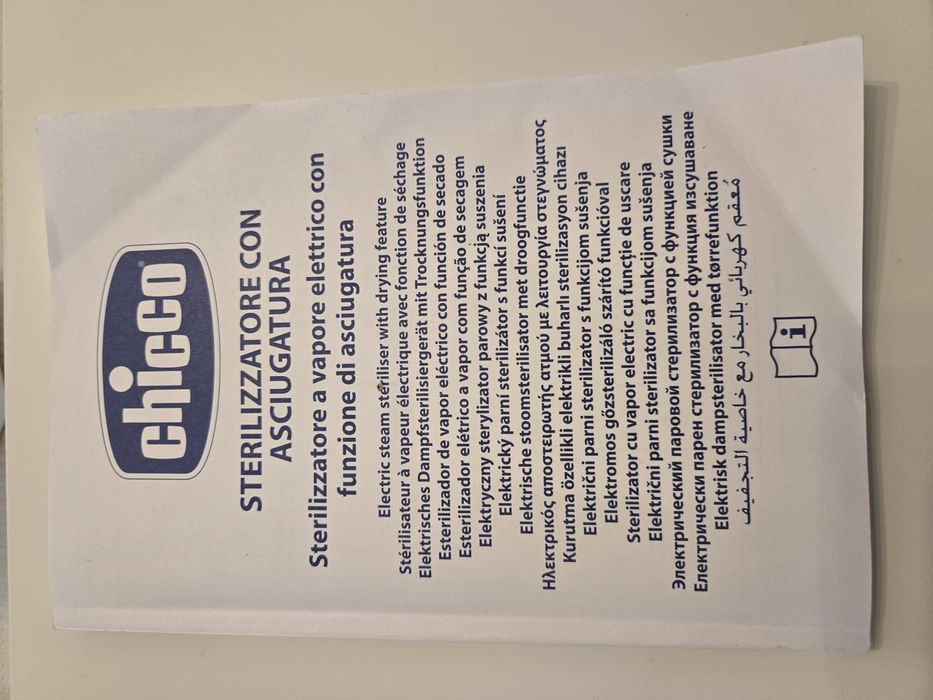 chicco®
STERILIZZATORE CON
ASCIUGATURA
Sterilizzatore a vapore elettrico con
funzione di asciugatura
Electric steam steriliser with drying feature
Stérilisateur à vapeur électrique avec fonction de séchage
Elektrisches Dampfsterilisiergerät mit Trocknungsfunktion
Esterilizador de vapor eléctrico con función de secado
Esterilizador elétrico a vapor com função de secagem
Elektryczny sterylizator parowy z funkcją suszenia
Elektrický parní sterilizátor s funkcí sušení
Elektrische stoomsterilisator met droogfunctie
Ηλεκτρικός αποστειρωτής ατμού με λειτουργία στεγνώματος
Kurutma özellikli elektrikli buharlı sterilizasyon cihazı
Električni parni sterilizator s funkcijom sušenja
Elektromos gőzsterilizáló szárító funkcióval
Sterilizator cu vapor electric cu funcție de uscare
Električni parni sterilizator sa funkcijom sušenja
Электрический паровой стерилизатор с функцией сушки
Електрически парен стерилизатор с функция изсушаване
Elektrisk dampsterilisator med tørrefunktion
مُعقم كهربائي بالبخار مع خاصية التجفيف
i